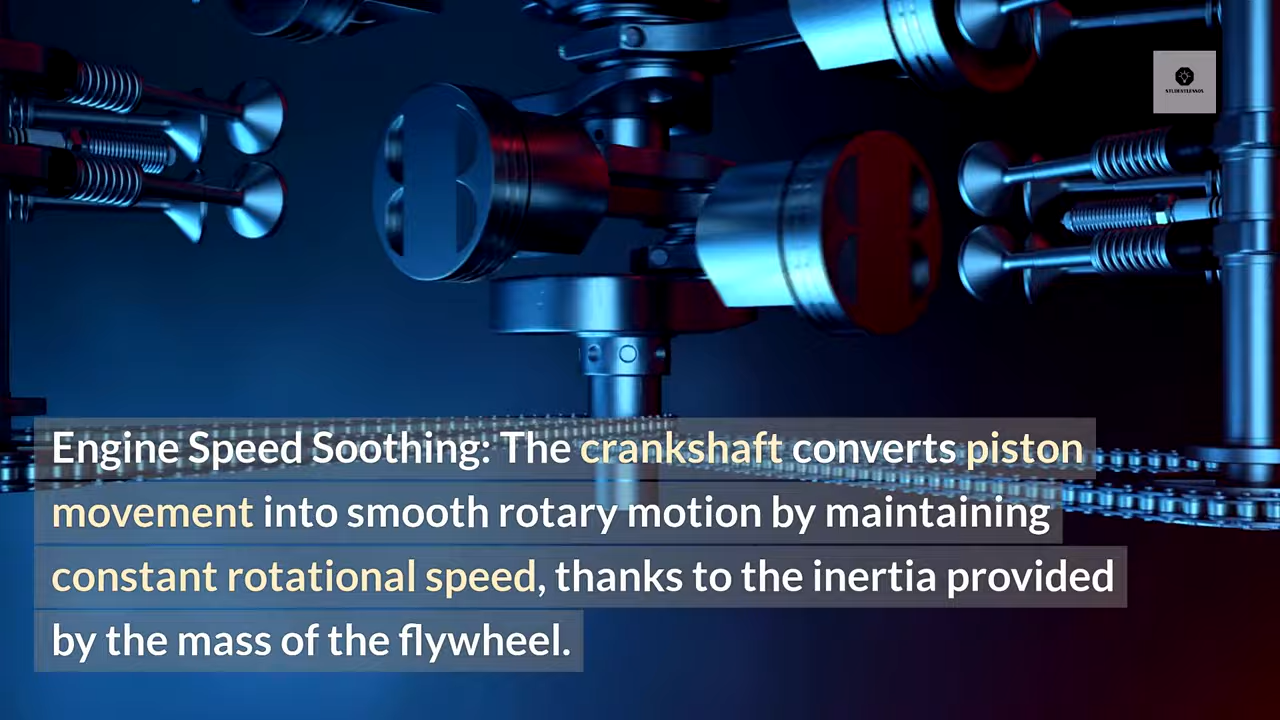 STUDENTLESSON
Engine Speed Soothing: The crankshaft converts piston
movement into smooth rotary motion by maintaining
constant rotational speed, thanks to the inertia provided
by the mass of the flywheel.